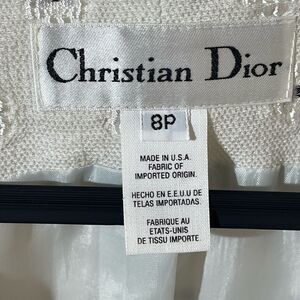 Christian Dior
8P
MADE IN U.S.A.
FABRIC OF
IMPORTED ORIGIN.
HECHO EN E.E.U.U DE
TELAS IMPORTADAS.
FABRIQUE AU
ETATS-UNIS
DE TISSU IMPORTE